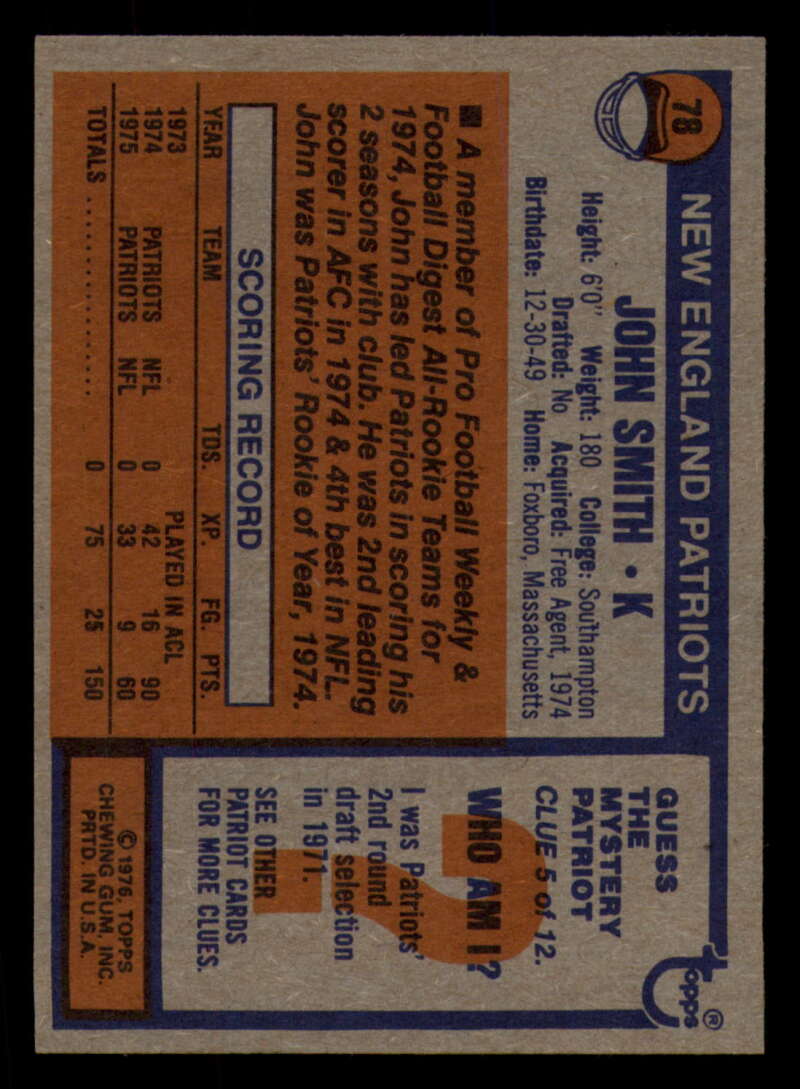 78
NEW ENGLAND PATRIOTS
JOHN SMITH • K
Height: 6'0" Weight: 180 College: Southampton
Drafted: No Acquired: Free Agent, 1974
Birthdate: 12-30-49 Home: Foxboro, Massachusetts
■ A member of Pro Football Weekly &
Football Digest All-Rookie Teams for
1974, John has led Patriots in scoring his
2 seasons with club. He was 2nd leading
scorer in AFC in 1974 & 4th best in NFL.
John was Patriots' Rookie of Year, 1974.
SCORING RECORD
YEAR TEAM TDS. XP. FG. PTS.
1973 PLAYED IN ACL
1974 PATRIOTS NFL 0 42 16 90
1975 PATRIOTS NFL 0 33 9 60
TOTALS .................... 0 75 25 150
topps®
GUESS
THE
MYSTERY
PATRIOT
CLUE 5 of 12.
?
WHO AM I?
I was Patriots'
2nd round
draft selection
in 1971.
SEE OTHER
PATRIOT CARDS
FOR MORE CLUES.
© 1976, TOPPS
CHEWING GUM, INC.
PRTD. IN U.S.A.